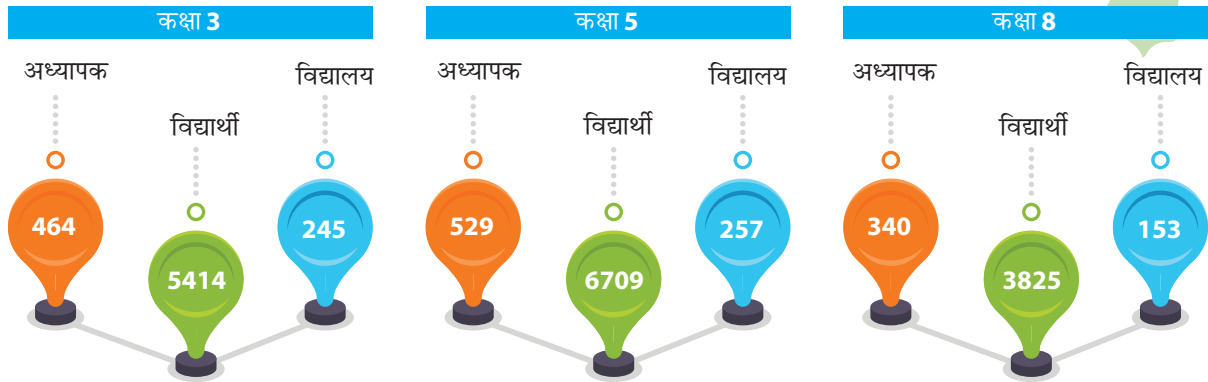 कक्षा 3
अध्यापक
विद्यालय
विद्यार्थी
464
245
5414
कक्षा 5
अध्यापक
विद्यालय
विद्यार्थी
529
257
6709
कक्षा 8
अध्यापक
विद्यालय
विद्यार्थी
340
153
3825